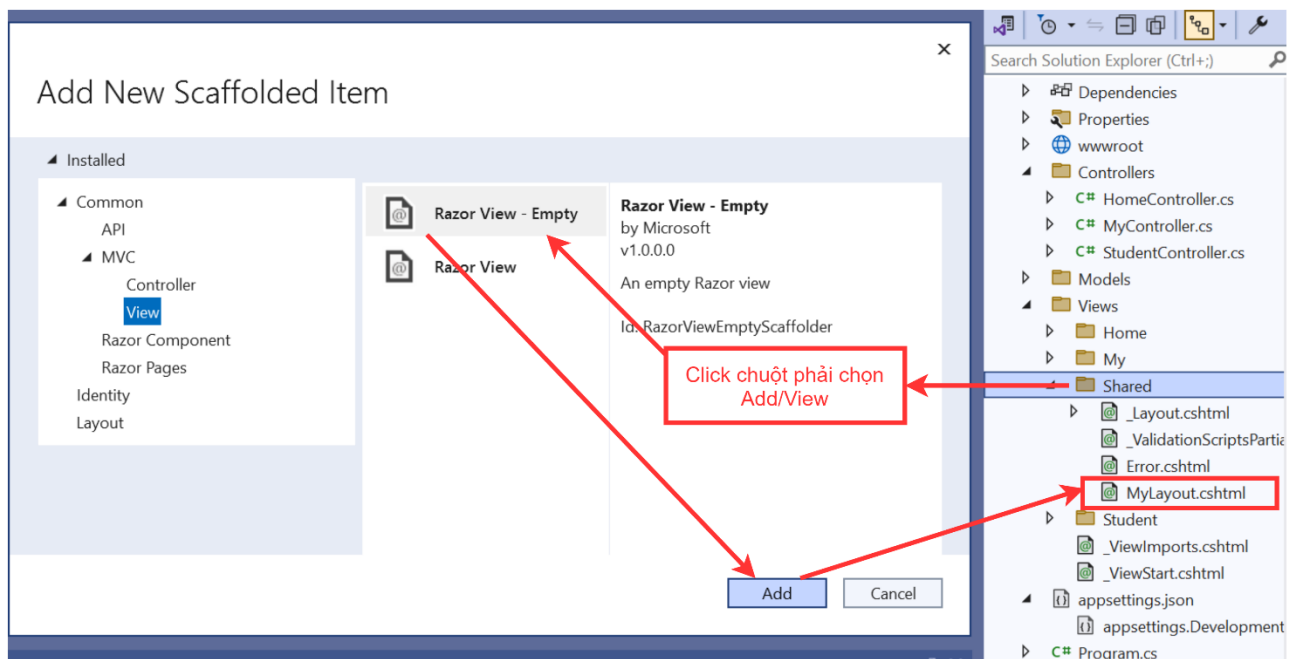 Add New Scaffolded Item
Installed
Common
API
MVC
Controller
View
Razor Component
Razor Pages
Identity
Layout
Razor View - Empty
Razor View
Razor View - Empty
by Microsoft
v1.0.0.0
An empty Razor view
Id: RazorViewEmptyScaffolder
Click chuột phải chọn
Add/View
Add
Cancel
Search Solution Explorer (Ctrl+;)
Dependencies
Properties
wwwroot
Controllers
C# HomeController.cs
C# MyController.cs
C# StudentController.cs
Models
Views
Home
My
Shared
_Layout.cshtml
_ValidationScriptsPartia
Error.cshtml
MyLayout.cshtml
Student
_ViewImports.cshtml
_ViewStart.cshtml
appsettings.json
appsettings.Development
C# Program.cs